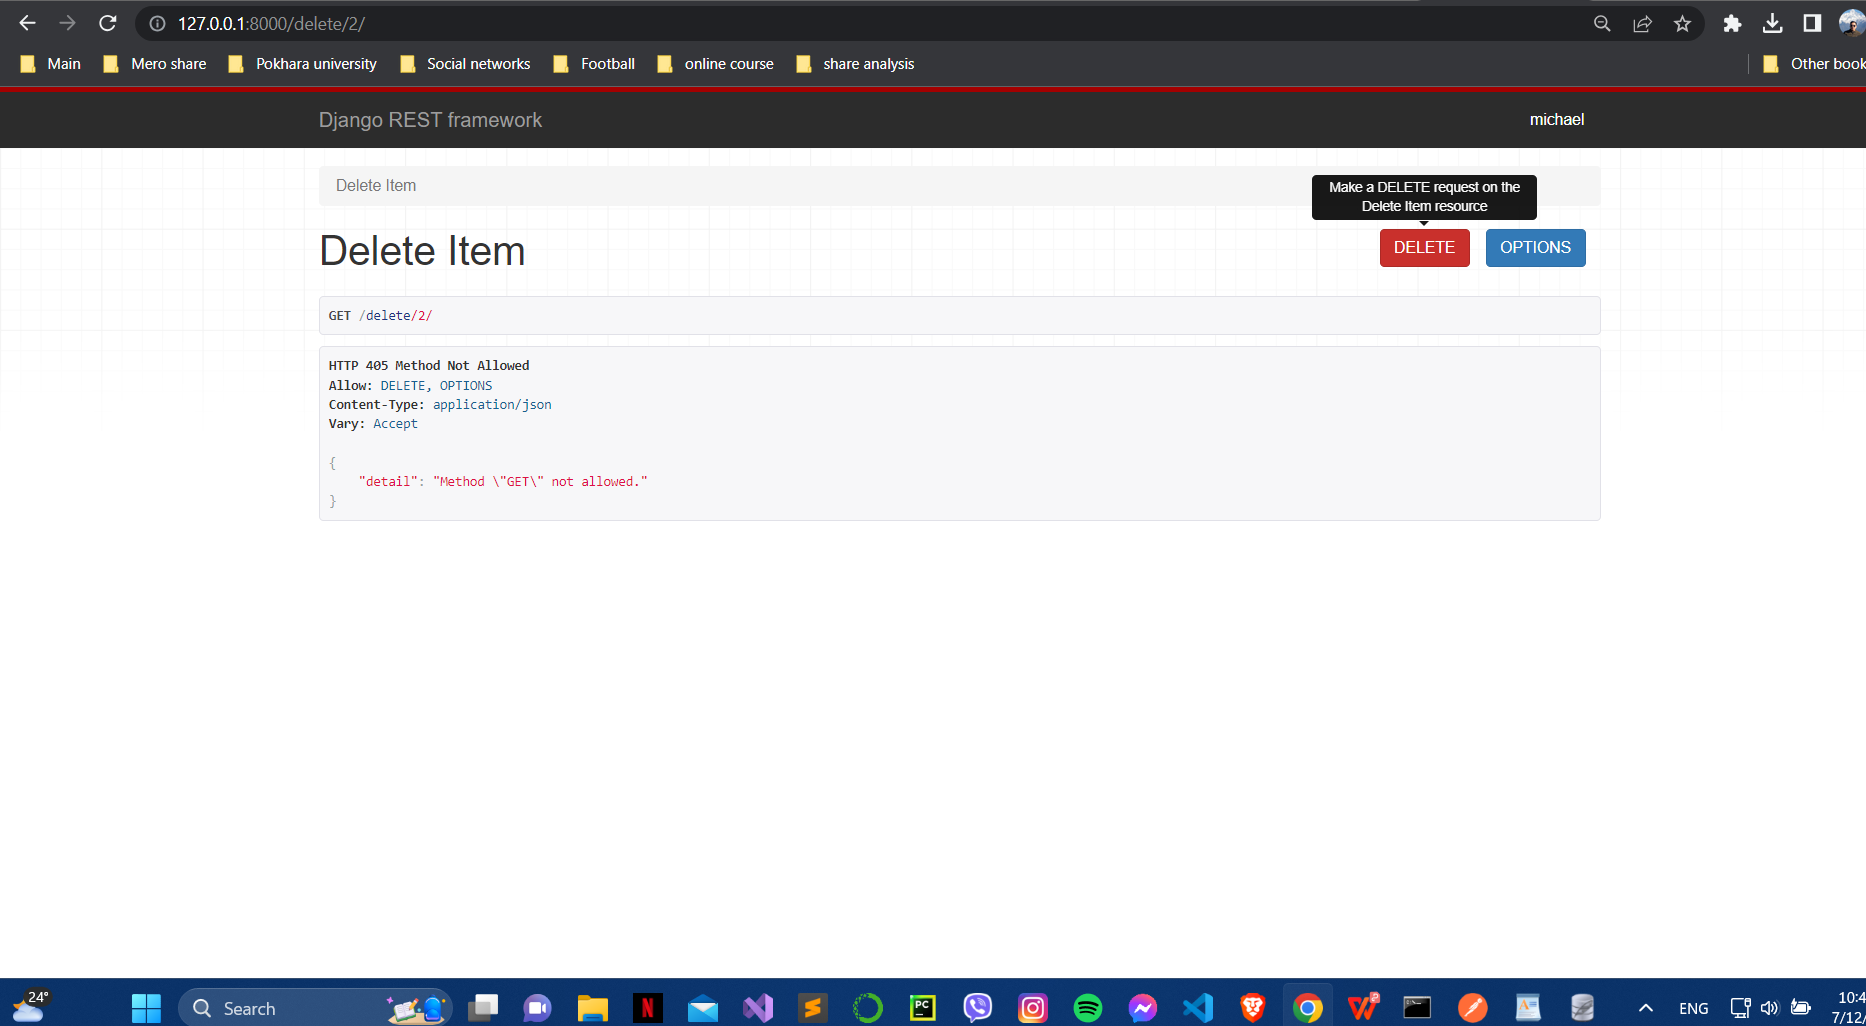 127.0.0.1:8000/delete/2/
Main Mero share Pokhara university Social networks Football online course share analysis Other book
Django REST framework michael
Delete Item
Make a DELETE request on the
Delete Item resource
Delete Item DELETE OPTIONS
GET /delete/2/
HTTP 405 Method Not Allowed
Allow: DELETE, OPTIONS
Content-Type: application/json
Vary: Accept
{
"detail": "Method \"GET\" not allowed."
}
24°
Search
N
PC
ENG
10:4
7/12/